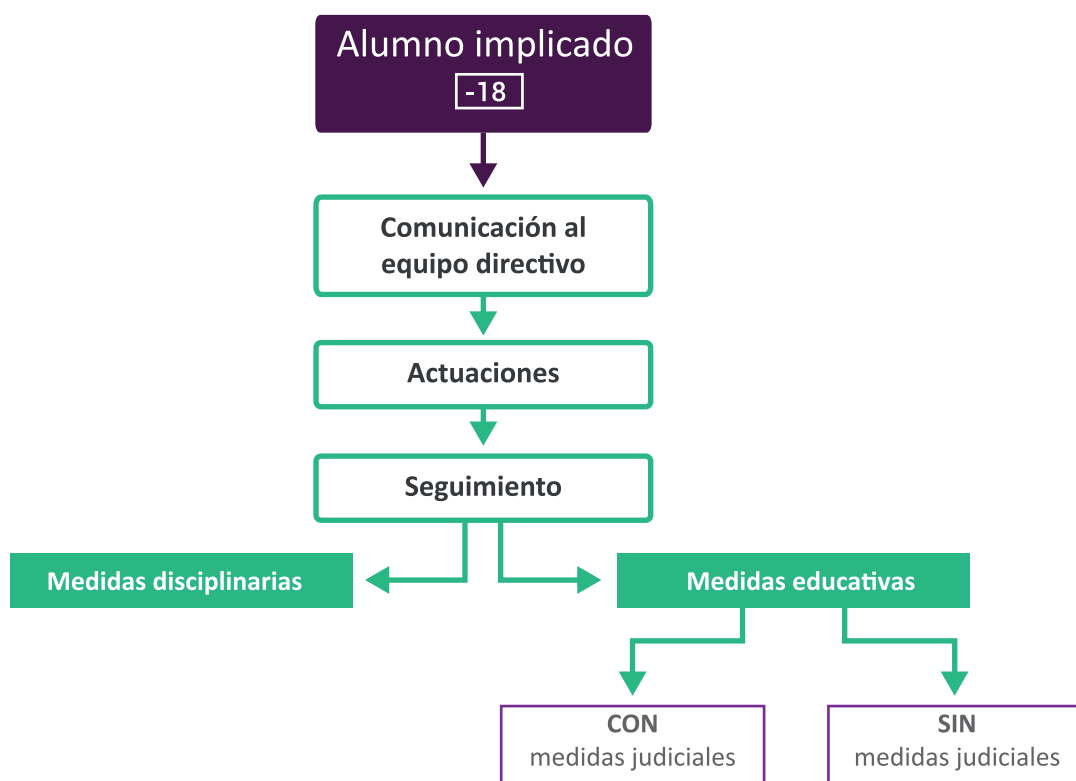 Alumno implicado
-18
Comunicación al
equipo directivo
Actuaciones
Seguimiento
Medidas disciplinarias
Medidas educativas
CON
medidas judiciales
SIN
medidas judiciales